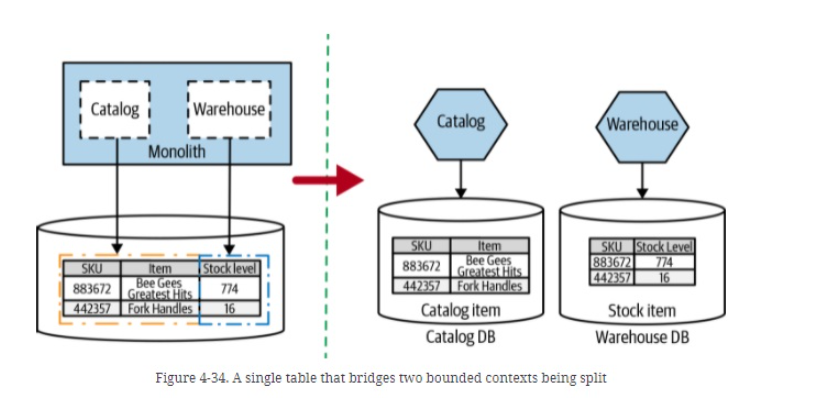 Catalog
Warehouse
Monolith
SKU Item Stock level
883672 Bee Gees Greatest Hits 774
442357 Fork Handles 16
Catalog
SKU Item
883672 Bee Gees Greatest Hits
442357 Fork Handles
Catalog item
Catalog DB
Warehouse
SKU Stock Level
883672 774
442357 16
Stock item
Warehouse DB
Figure 4-34. A single table that bridges two bounded contexts being split